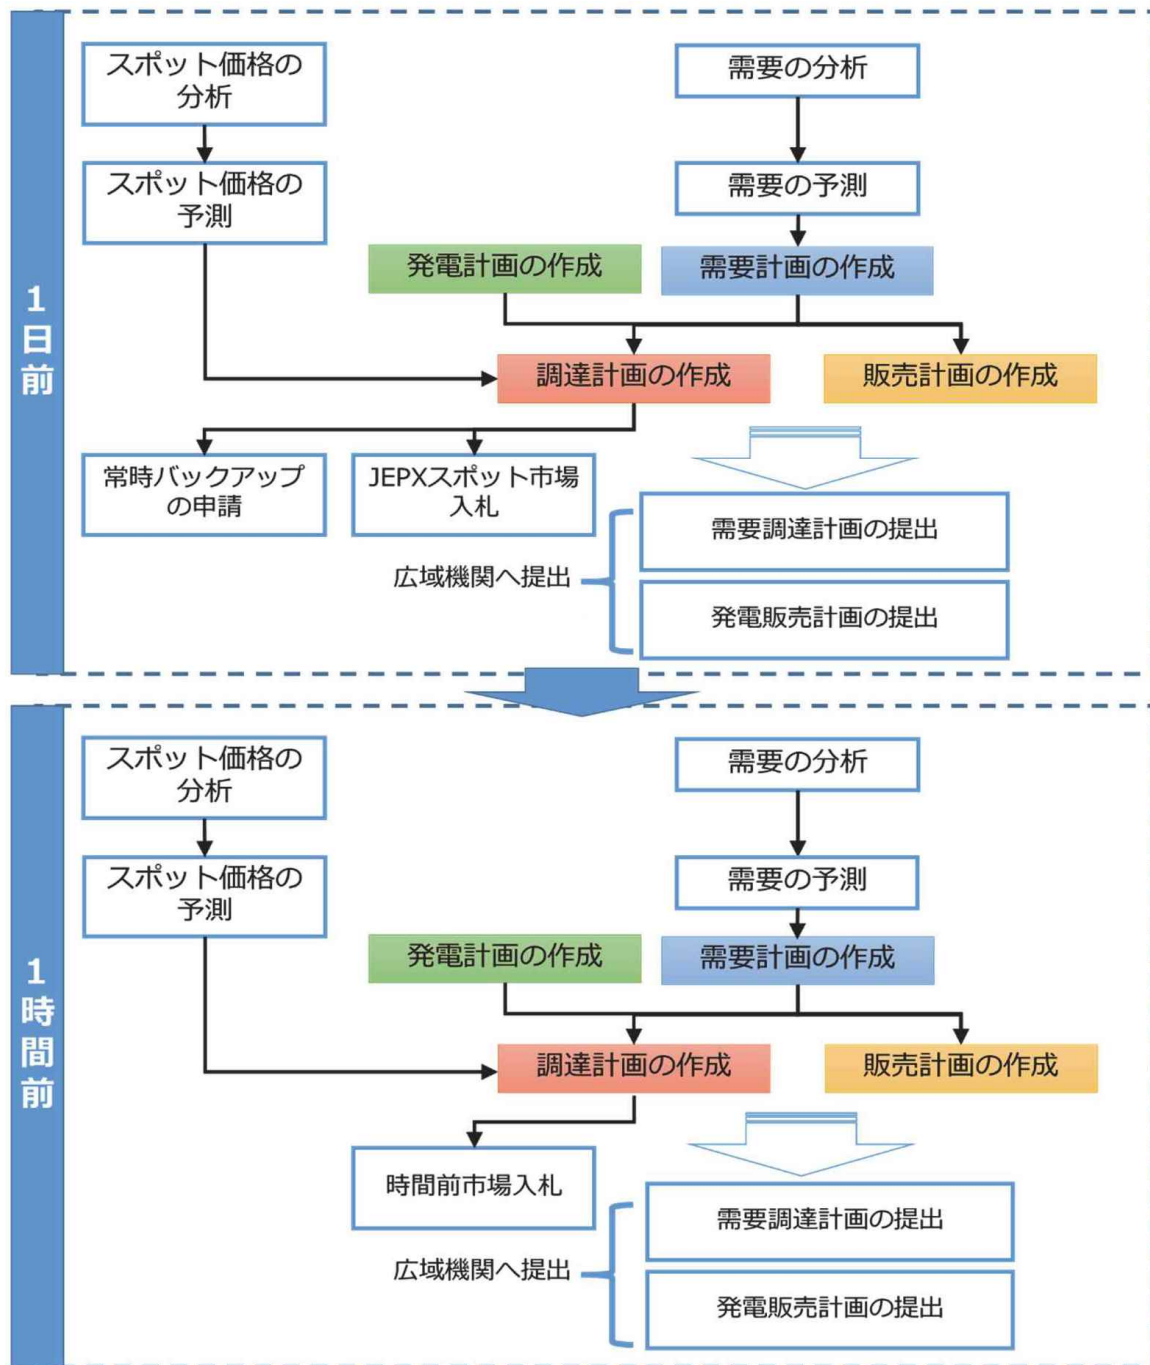 1日前
スポット価格の
分析
需要の分析
スポット価格の
予測
需要の予測
発電計画の作成
需要計画の作成
調達計画の作成
販売計画の作成
常時バックアップ
の申請
JEPXスポット市場
入札
需要調達計画の提出
広域機関へ提出
発電販売計画の提出
1時間前
スポット価格の
分析
需要の分析
スポット価格の
予測
需要の予測
発電計画の作成
需要計画の作成
調達計画の作成
販売計画の作成
時間前市場入札
需要調達計画の提出
広域機関へ提出
発電販売計画の提出